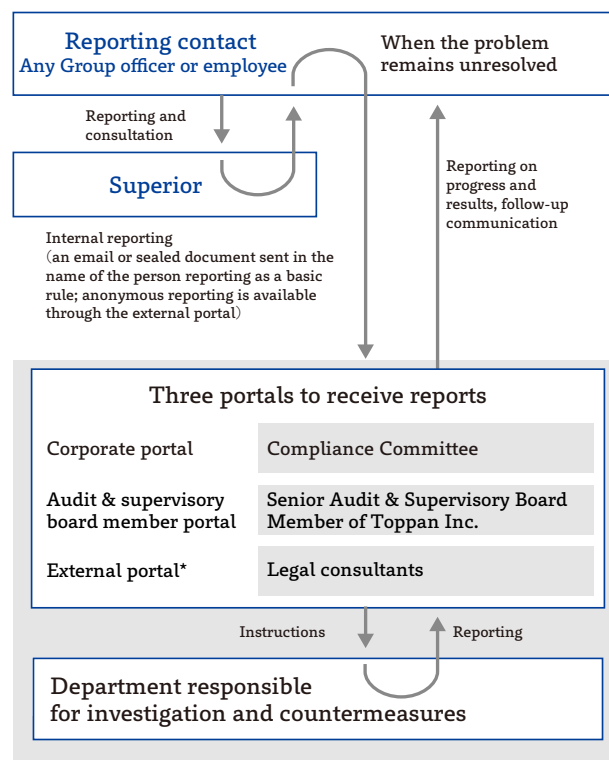 Reporting contact
Any Group officer or employee
When the problem
remains unresolved
Reporting and
consultation
Superior
Reporting on
progress and
results, follow-up
communication
Internal reporting
(an email or sealed document sent in the
name of the person reporting as a basic
rule; anonymous reporting is available
through the external portal)
Three portals to receive reports
Corporate portal
Compliance Committee
Audit & supervisory
board member portal
Senior Audit & Supervisory Board
Member of Toppan Inc.
External portal*
Legal consultants
Instructions
Reporting
Department responsible
for investigation and countermeasures